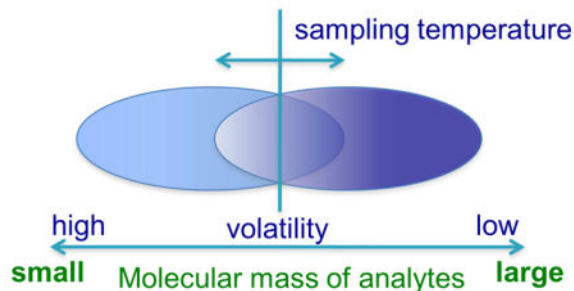 sampling temperature
high volatility low
small Molecular mass of analytes large